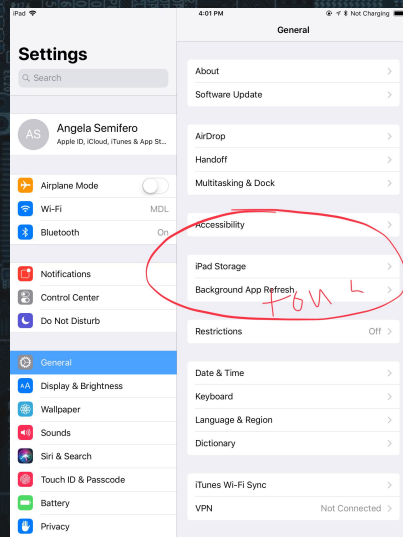 iPad
4:01 PM
Not Charging
Settings
General
Search
AS
Angela Semifero
Apple ID, iCloud, iTunes & App St...
Airplane Mode
Wi-Fi MDL
Bluetooth On
Notifications
Control Center
Do Not Disturb
General
Display & Brightness
Wallpaper
Sounds
Siri & Search
Touch ID & Passcode
Battery
Privacy
About
Software Update
AirDrop
Handoff
Multitasking & Dock
Accessibility
iPad Storage
Background App Refresh
Restrictions Off
Date & Time
Keyboard
Language & Region
Dictionary
iTunes Wi-Fi Sync
VPN Not Connected